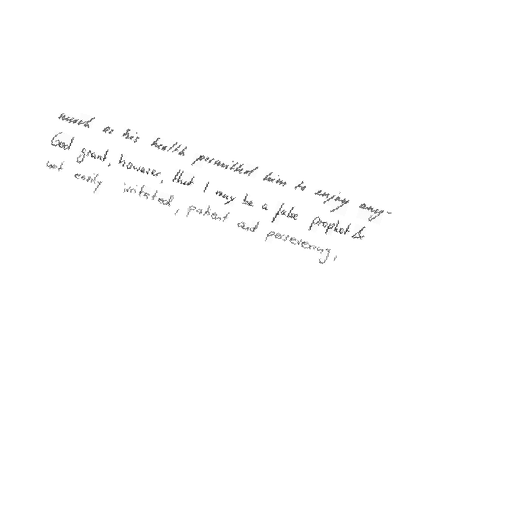 much as his health permitted him to enjoy any-
God grant, however, that I may be a false prophet &
not easily irritated, patient and persevering,